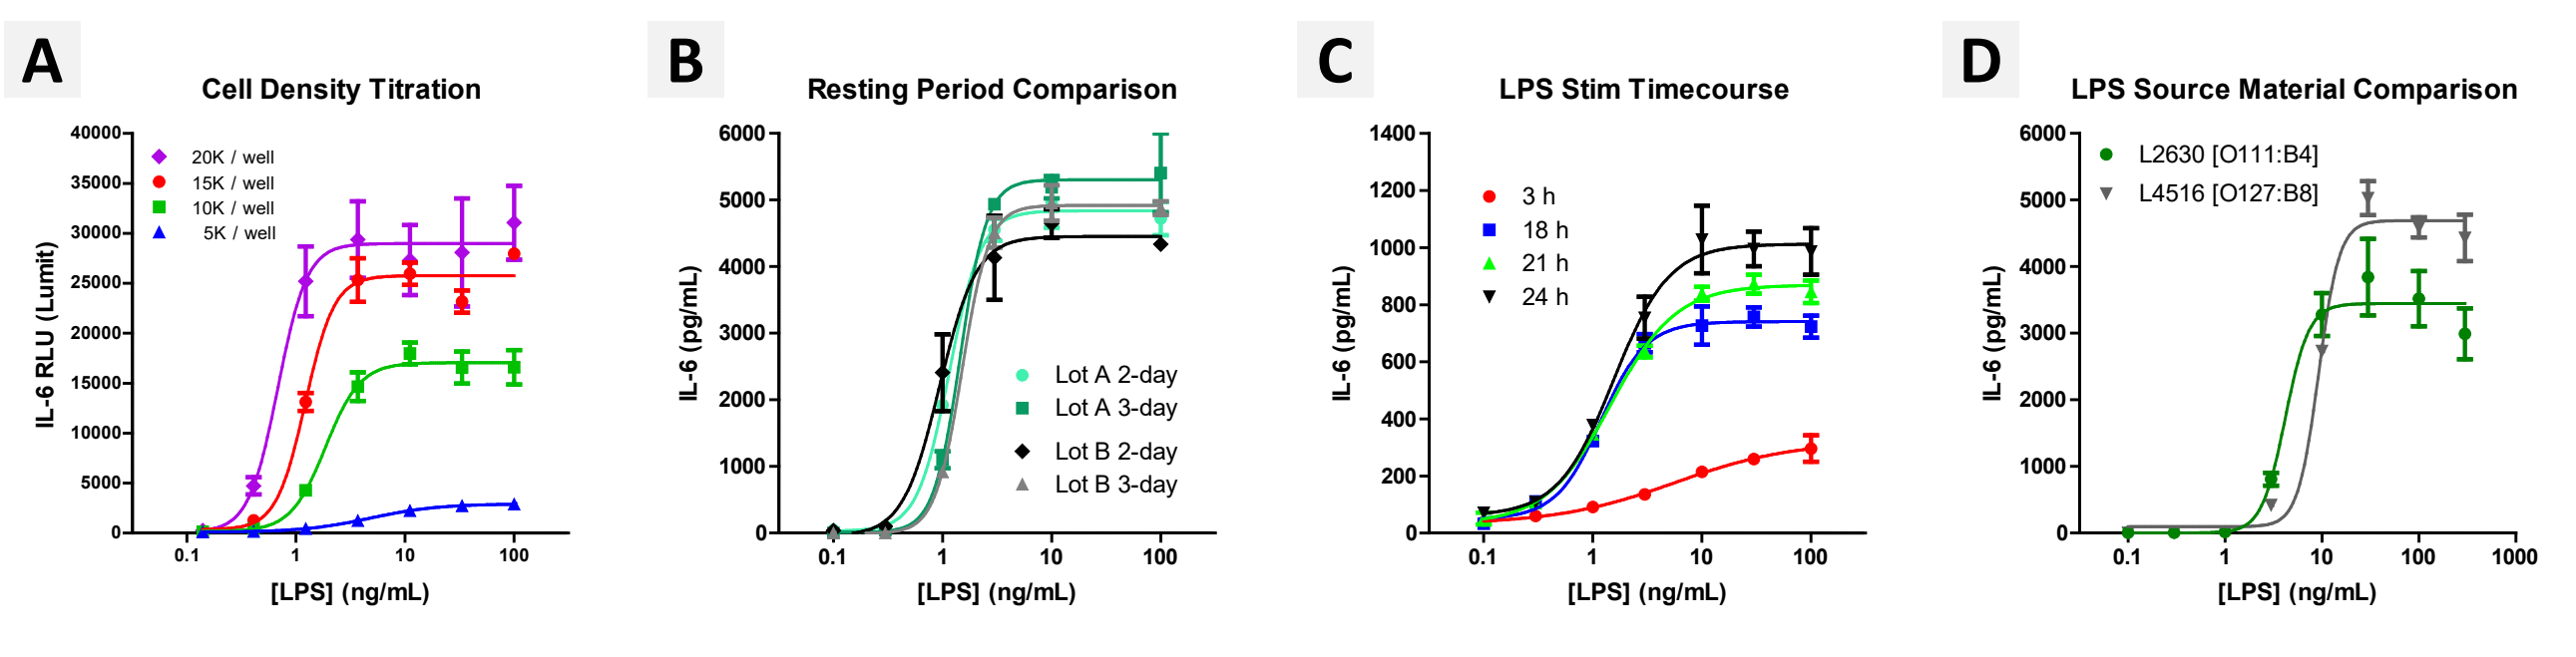 A
Cell Density Titration
40000
35000
30000
25000
20000
15000
10000
5000
0
IL-6 RLU (Lumit)
20K / well
15K / well
10K / well
5K / well
0.1
1
10
100
[LPS] (ng/mL)
B
Resting Period Comparison
6000
5000
4000
3000
2000
1000
0
IL-6 (pg/mL)
Lot A 2-day
Lot A 3-day
Lot B 2-day
Lot B 3-day
0.1
1
10
100
[LPS] (ng/mL)
C
LPS Stim Timecourse
1400
1200
1000
800
600
400
200
0
IL-6 (pg/mL)
3 h
18 h
21 h
24 h
0.1
1
10
100
[LPS] (ng/mL)
D
LPS Source Material Comparison
6000
5000
4000
3000
2000
1000
0
IL-6 (pg/mL)
L2630 [O111:B4]
L4516 [O127:B8]
0.1
1
10
100
1000
[LPS] (ng/mL)